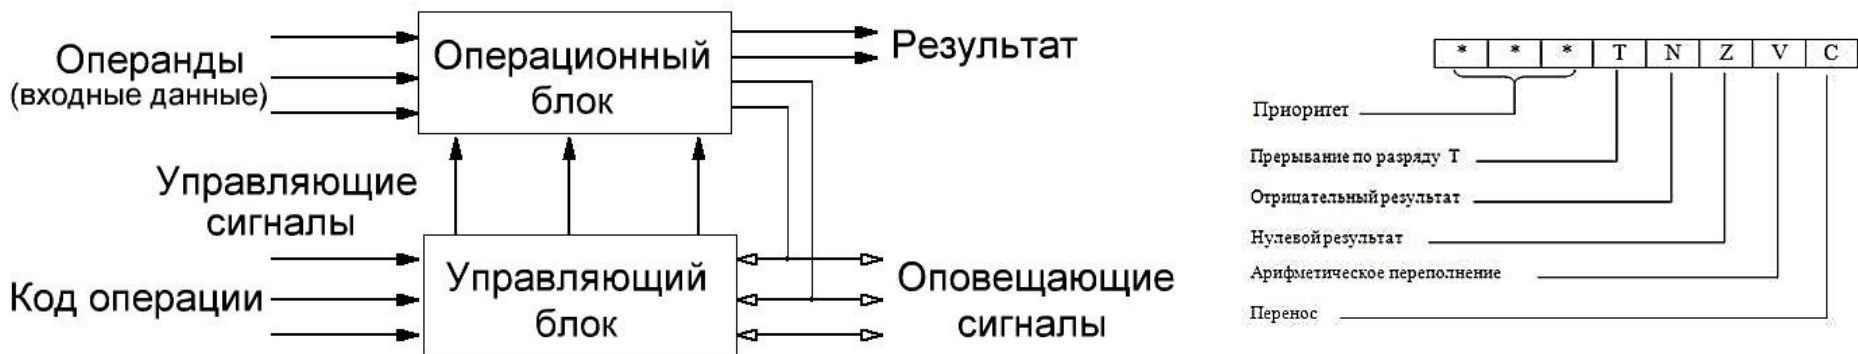 Операнды
(входные данные)
Операционный
блок
Результат
Управляющие
сигналы
Код операции
Управляющий
блок
Оповещающие
сигналы
* * * T N Z V C
Приоритет
Прерывание по разряду T
Отрицательный результат
Нулевой результат
Арифметическое переполнение
Перенос